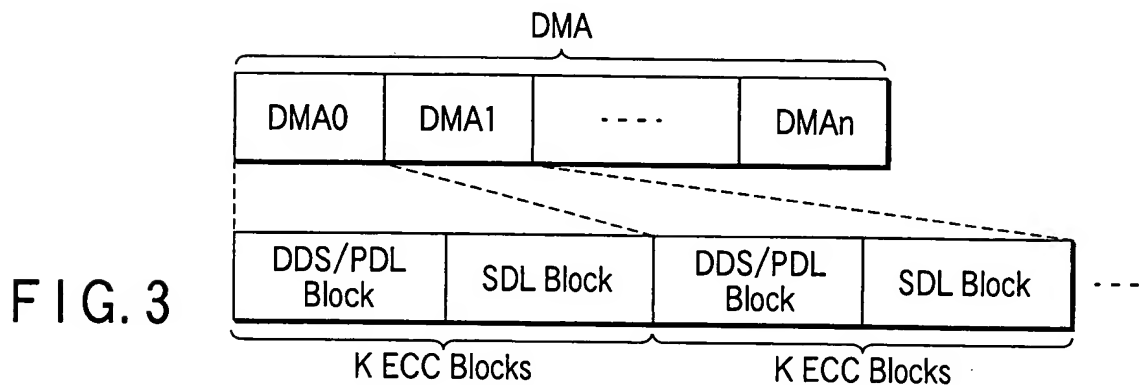 DMA
DMA0 DMA1 ---- DMAn
DDS/PDL Block SDL Block DDS/PDL Block SDL Block ---
FIG. 3
K ECC Blocks K ECC Blocks